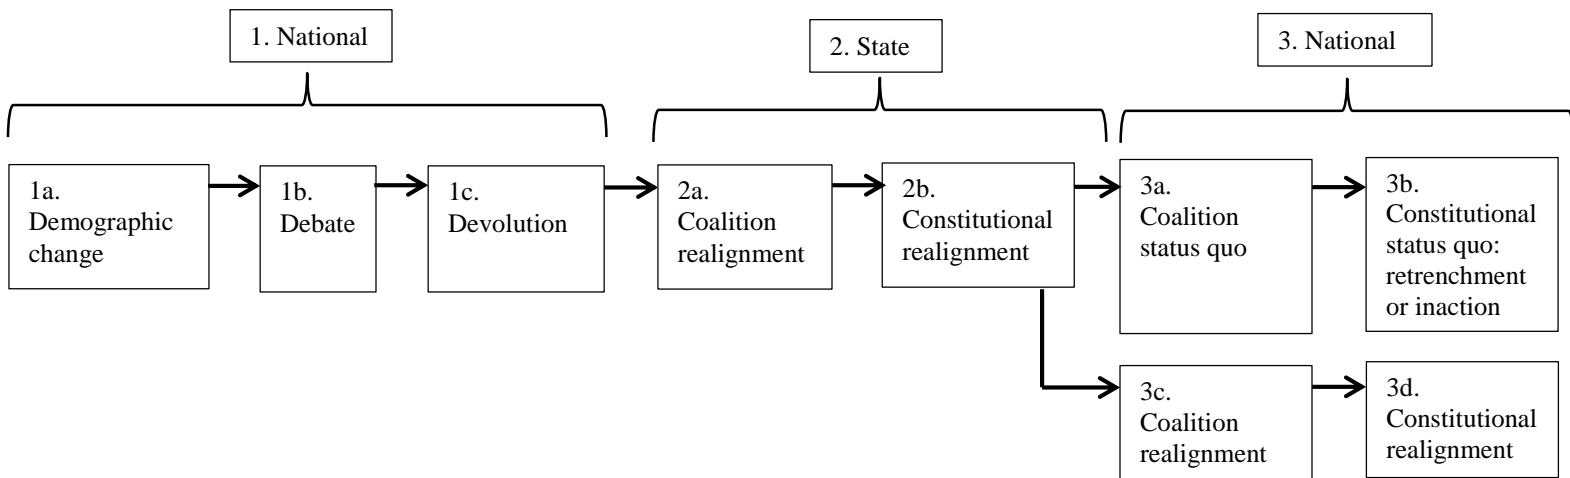 1. National
2. State
3. National
1a.
Demographic
change
1b.
Debate
1c.
Devolution
2a.
Coalition
realignment
2b.
Constitutional
realignment
3a.
Coalition
status quo
3b.
Constitutional
status quo:
retrenchment
or inaction
3c.
Coalition
realignment
3d.
Constitutional
realignment